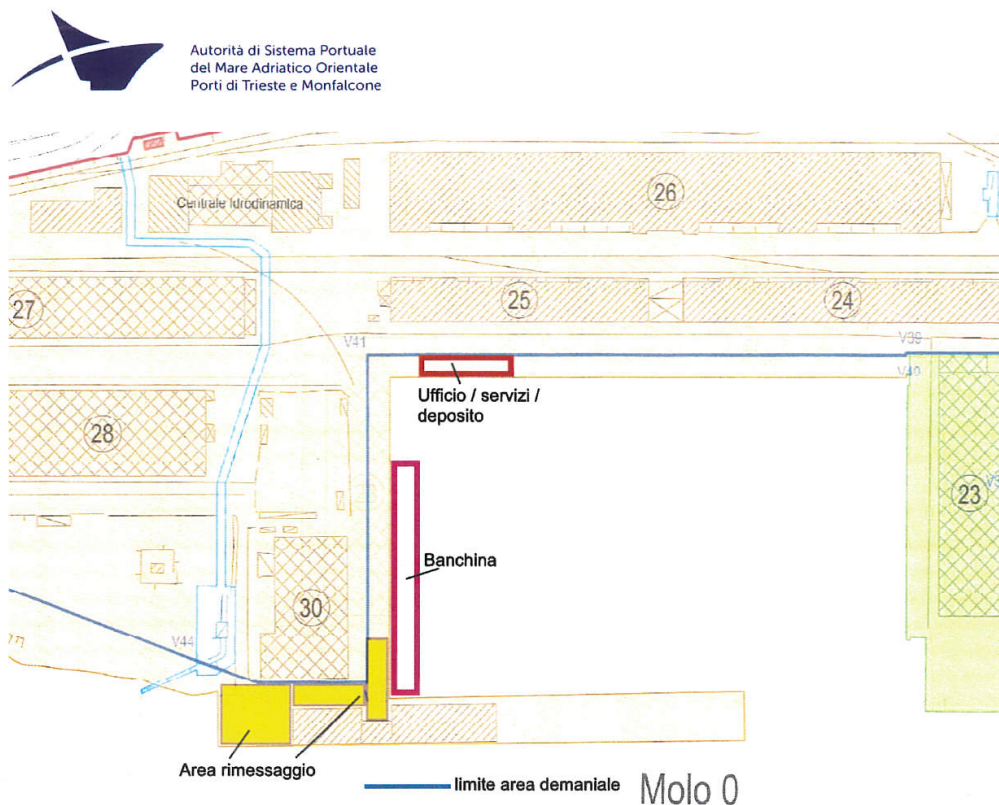 Autorità di Sistema Portuale
del Mare Adriatico Orientale
Porti di Trieste e Monfalcone
Centrale Idrodinamica
26
27
25
24
V41
V39
V40
Ufficio / servizi /
deposito
28
23
Banchina
30
V44
Area rimessaggio
limite area demaniale
Molo 0